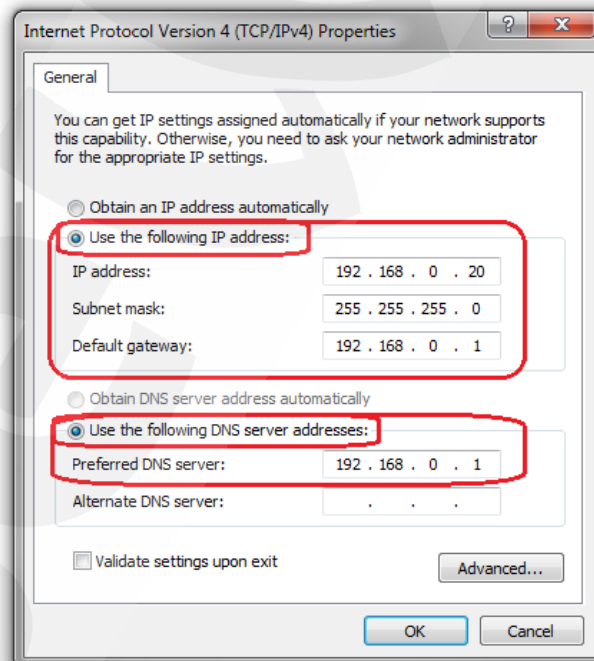 Internet Protocol Version 4 (TCP/IPv4) Properties
General
You can get IP settings assigned automatically if your network supports
this capability. Otherwise, you need to ask your network administrator
for the appropriate IP settings.
Obtain an IP address automatically
Use the following IP address:
IP address: 192 . 168 . 0 . 20
Subnet mask: 255 . 255 . 255 . 0
Default gateway: 192 . 168 . 0 . 1
Obtain DNS server address automatically
Use the following DNS server addresses:
Preferred DNS server: 192 . 168 . 0 . 1
Alternate DNS server: . . .
Validate settings upon exit
Advanced...
OK Cancel